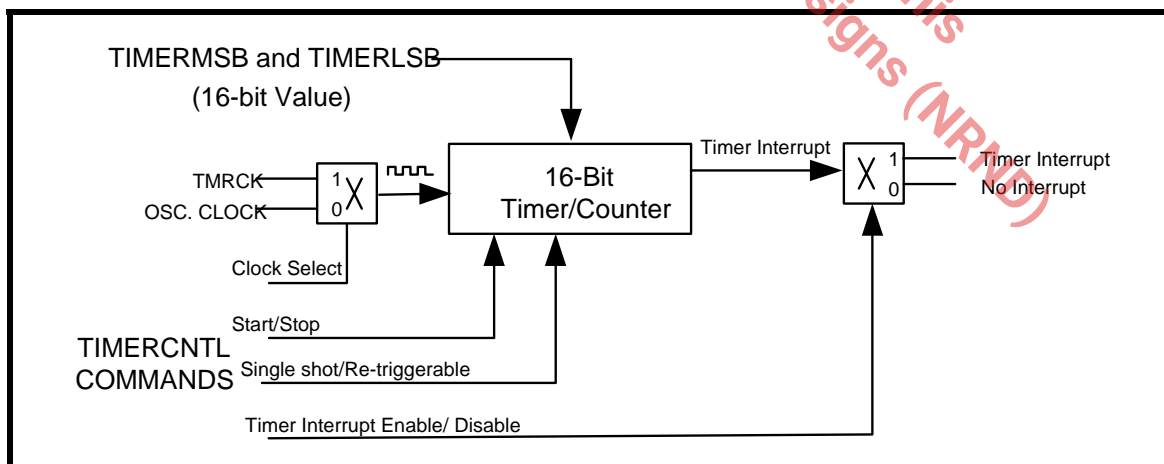 this
signs (NRND)
TIMERMSB and TIMERLSB
(16-bit Value)
Timer Interrupt
TMRCK
OSC. CLOCK
1
0
X
16-Bit
Timer/Counter
X
1
0
Timer Interrupt
No Interrupt
Clock Select
Start/Stop
TIMERCNTL
COMMANDS
Single shot/Re-triggerable
Timer Interrupt Enable/ Disable